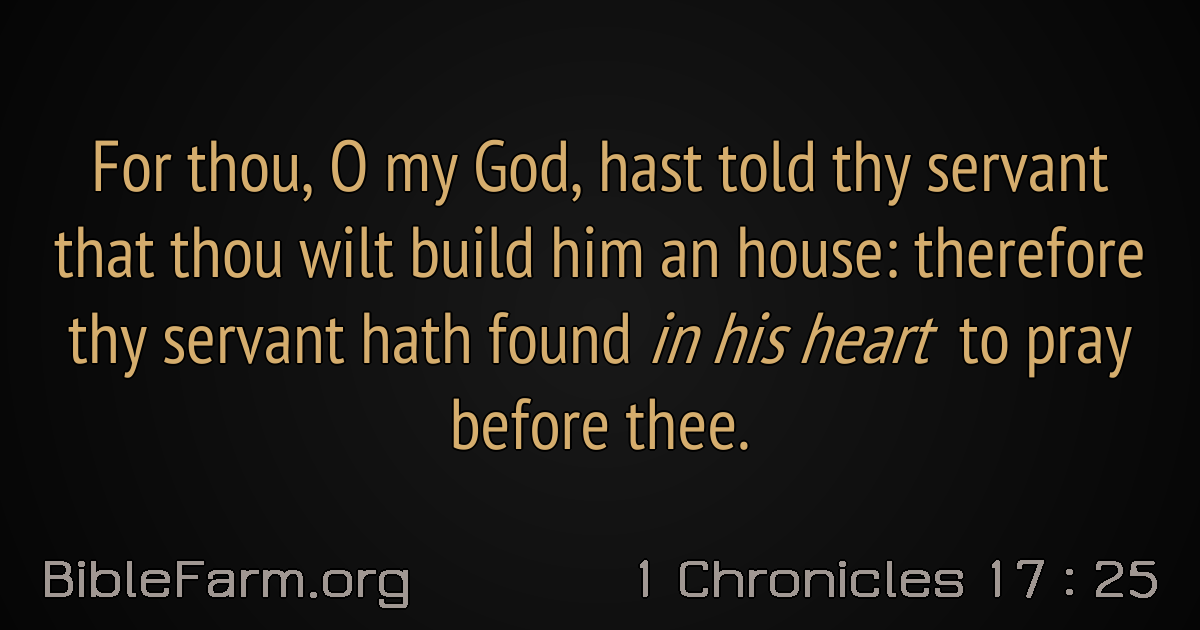 For thou, O my God, hast told thy servant
that thou wilt build him an house: therefore
thy servant hath found in his heart to pray
before thee.
BibleFarm.org
1 Chronicles 17 : 25